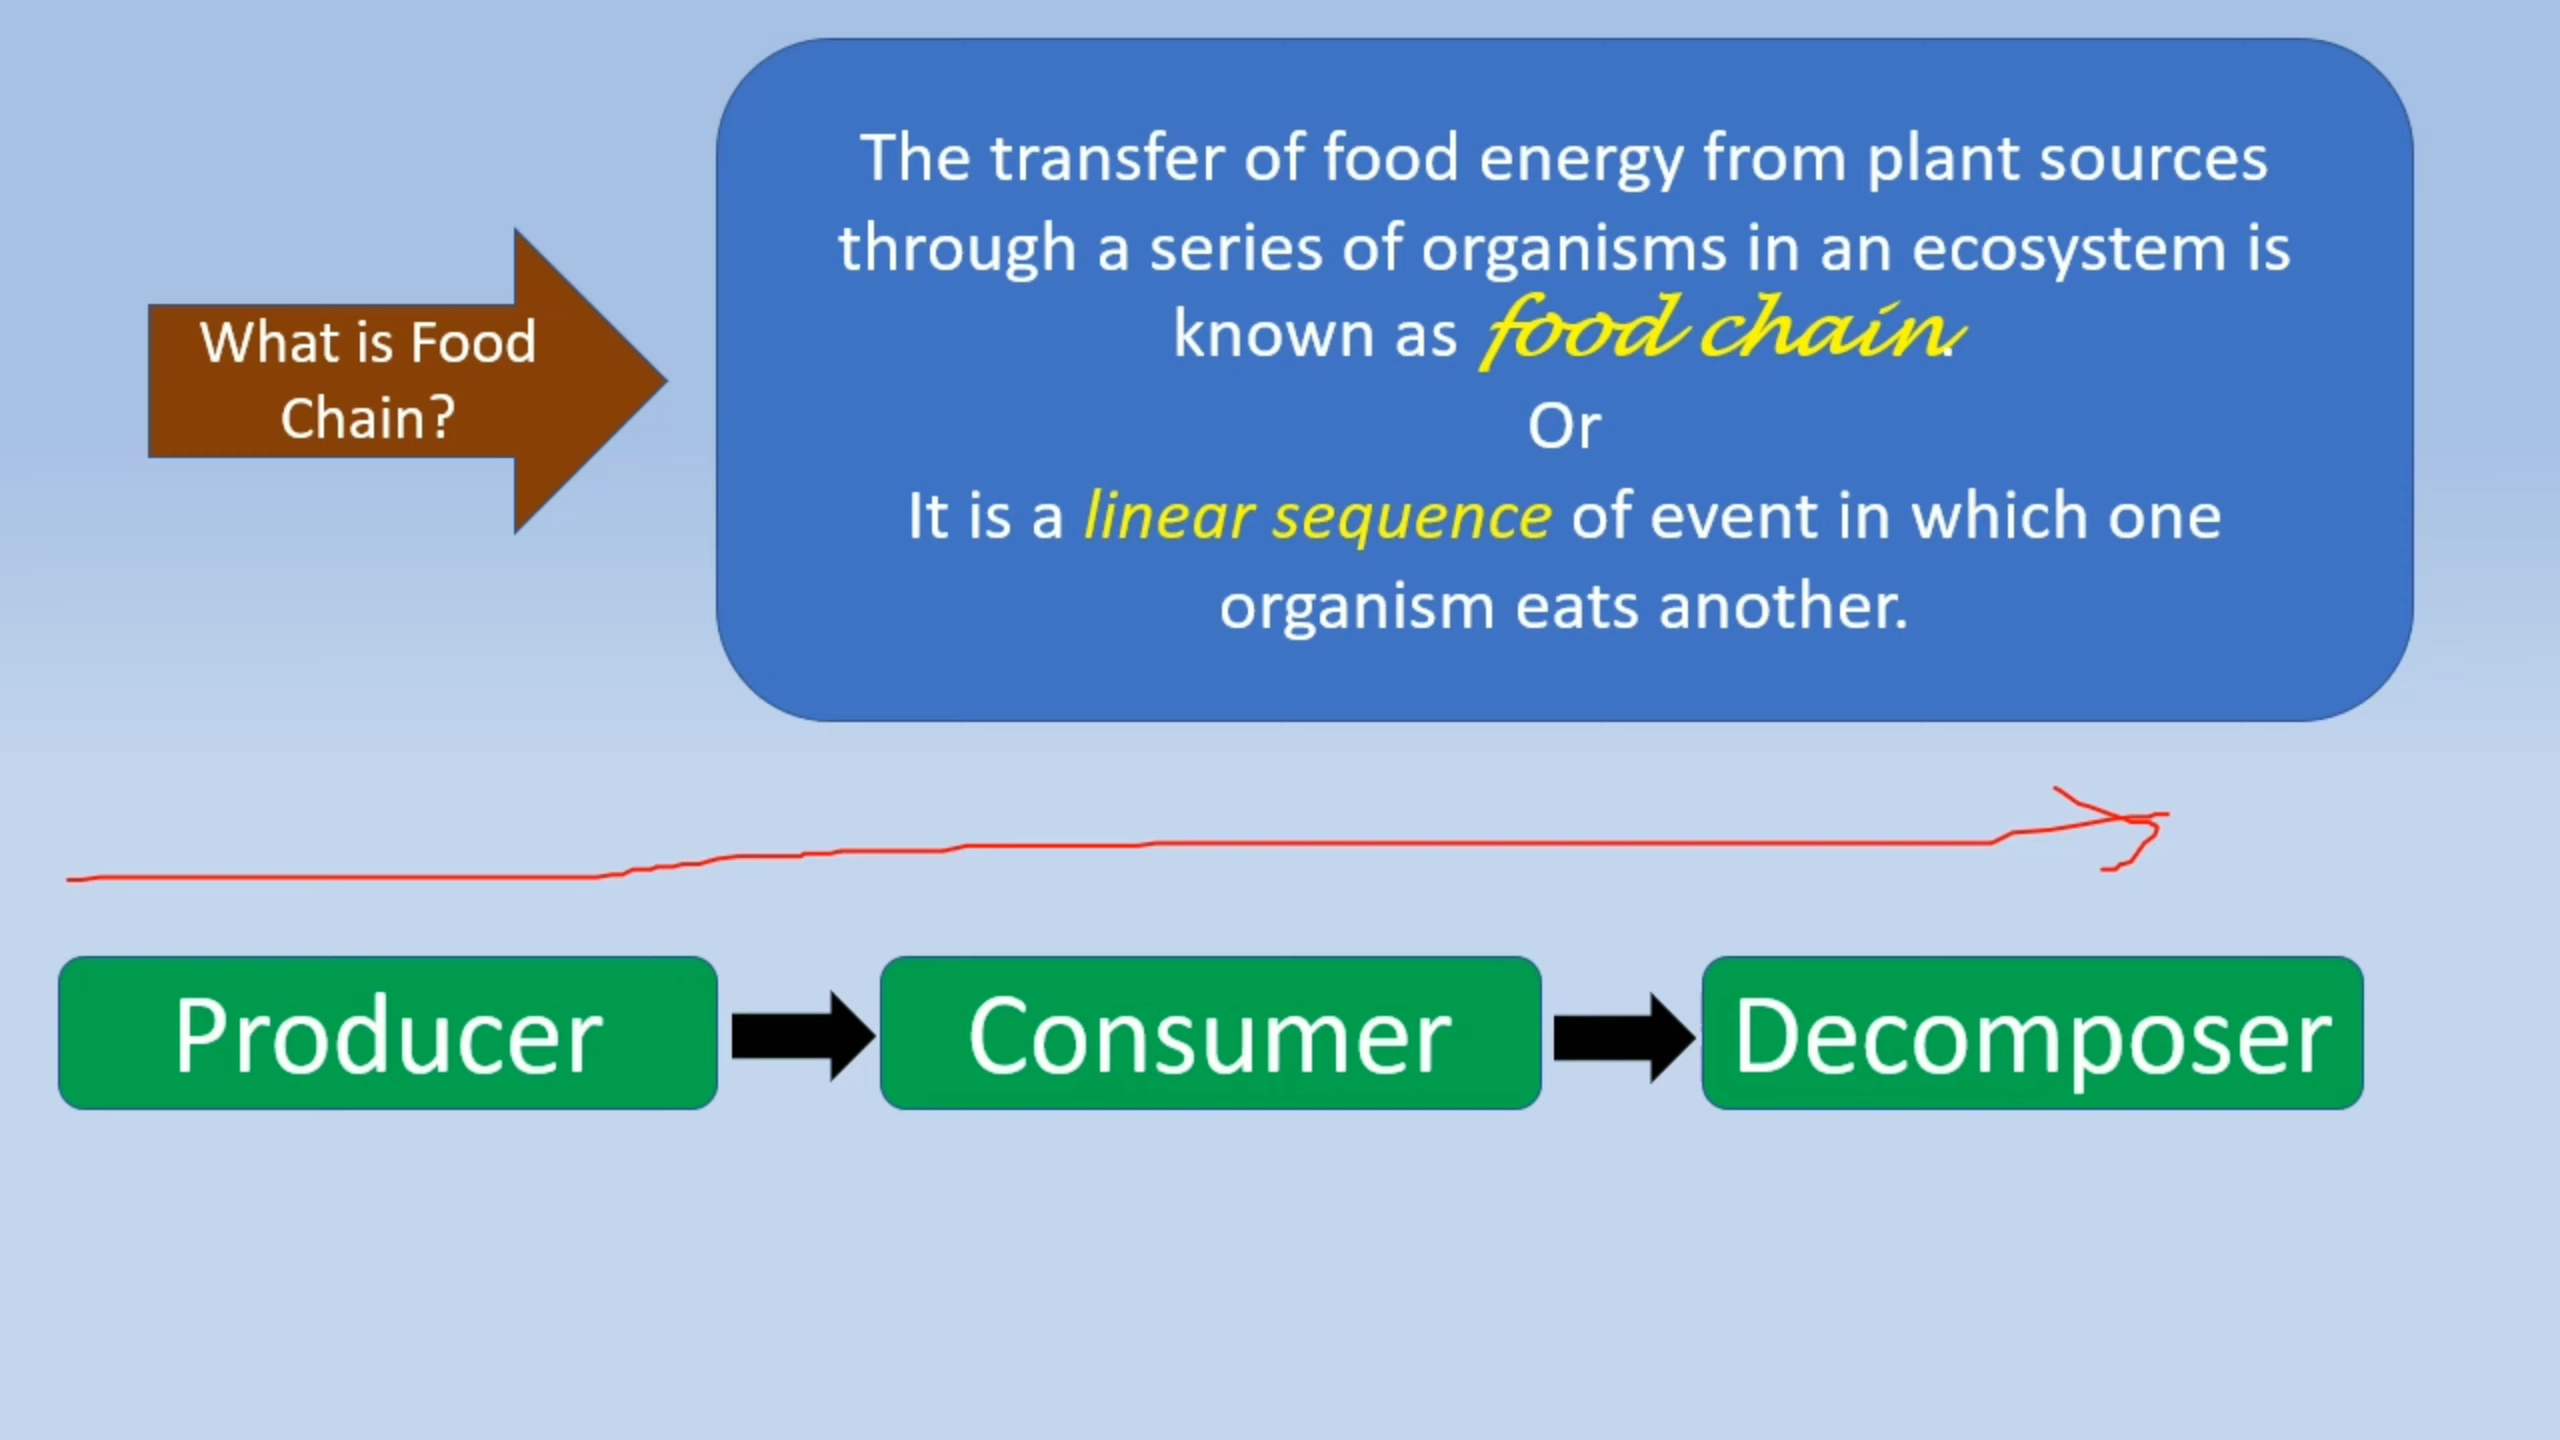 What is Food
Chain?
The transfer of food energy from plant sources
through a series of organisms in an ecosystem is
known as food chain.
Or
It is a linear sequence of event in which one
organism eats another.
Producer
Consumer
Decomposer